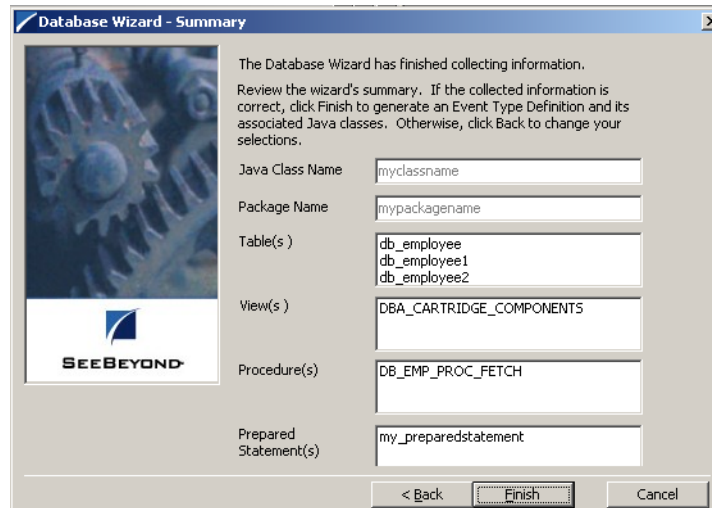 Database Wizard - Summary
The Database Wizard has finished collecting information.
Review the wizard's summary. If the collected information is
correct, click Finish to generate an Event Type Definition and its
associated Java classes. Otherwise, click Back to change your
selections.
Java Class Name
myclassname
Package Name
mypackagename
Table(s )
db_employee
db_employee1
db_employee2
View(s )
DBA_CARTRIDGE_COMPONENTS
SEEBEYOND
Procedure(s)
DB_EMP_PROC_FETCH
Prepared
Statement(s)
my_preparedstatement
< Back
Finish
Cancel